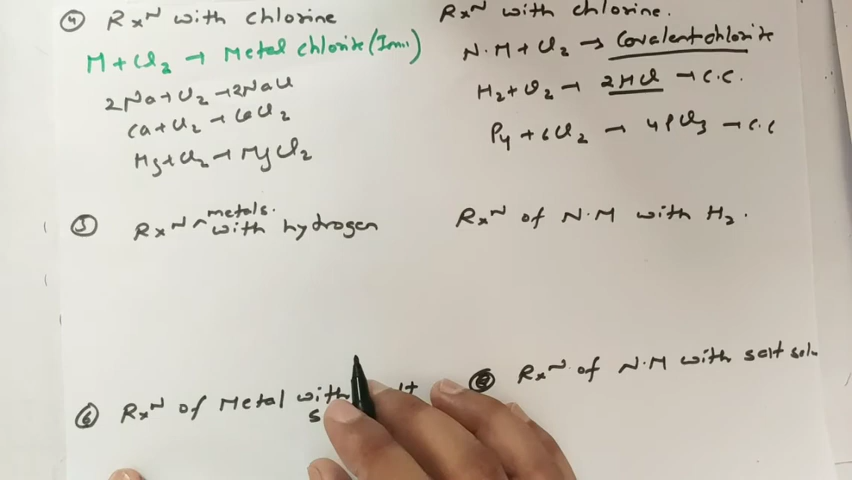 ④ Rxᴺ with chlorine
M + Cl2 → Metal chloride (Ionic)
2Na + Cl2 → 2NaCl
Ca + Cl2 → CaCl2
Mg + Cl2 → MgCl2
⑤ Rxᴺ metals with hydrogen
⑥ Rxᴺ of Metal with
Rxᴺ with chlorine.
N.M + Cl2 → Covalent chloride
H2 + Cl2 → 2HCl → C.C.
P4 + 6Cl2 → 4PCl3 → C.C
Rxᴺ of N.M with H2.
Rxᴺ of N.M with salt soln